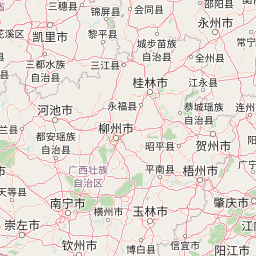 三穗县
锦屏县
会同县
邵阳县
永州市
凯里市
黎平县
城步苗族
自治县
全州县
三都水族
自治县
三江县
桂林市
江永县
河池市
永福县
恭城瑶族
自治县
连州
都安瑶族
自治县
柳州市
昭平县
贺州市
广西壮族
自治区
平南县
梧州市
天等县
南宁市
横州市
玉林市
肇庆市
崇左市
钦州市
博白县
信宜市
阳江市